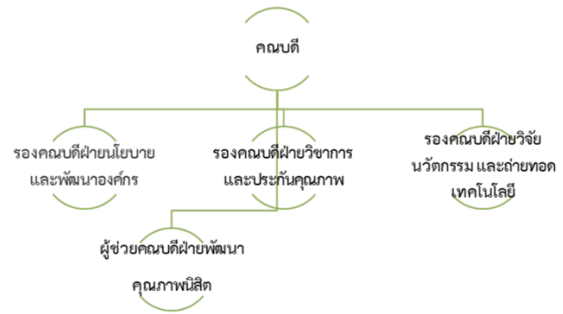 คณบดี
รองคณบดีฝ่ายนโยบาย
และพัฒนาองค์กร
รองคณบดีฝ่ายวิชาการ
และประกันคุณภาพ
รองคณบดีฝ่ายวิจัย
นวัตกรรม และถ่ายทอด
เทคโนโลยี
ผู้ช่วยคณบดีฝ่ายพัฒนา
คุณภาพนิสิต